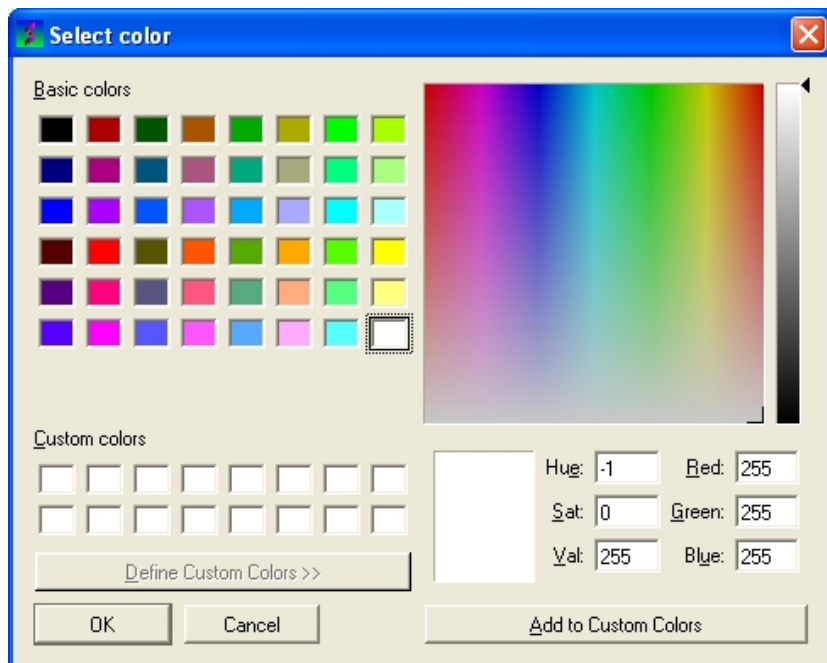 Select color
Basic colors
Custom colors
Define Custom Colors >>
OK
Cancel
Hue: -1
Red: 255
Sat: 0
Green: 255
Val: 255
Blue: 255
Add to Custom Colors